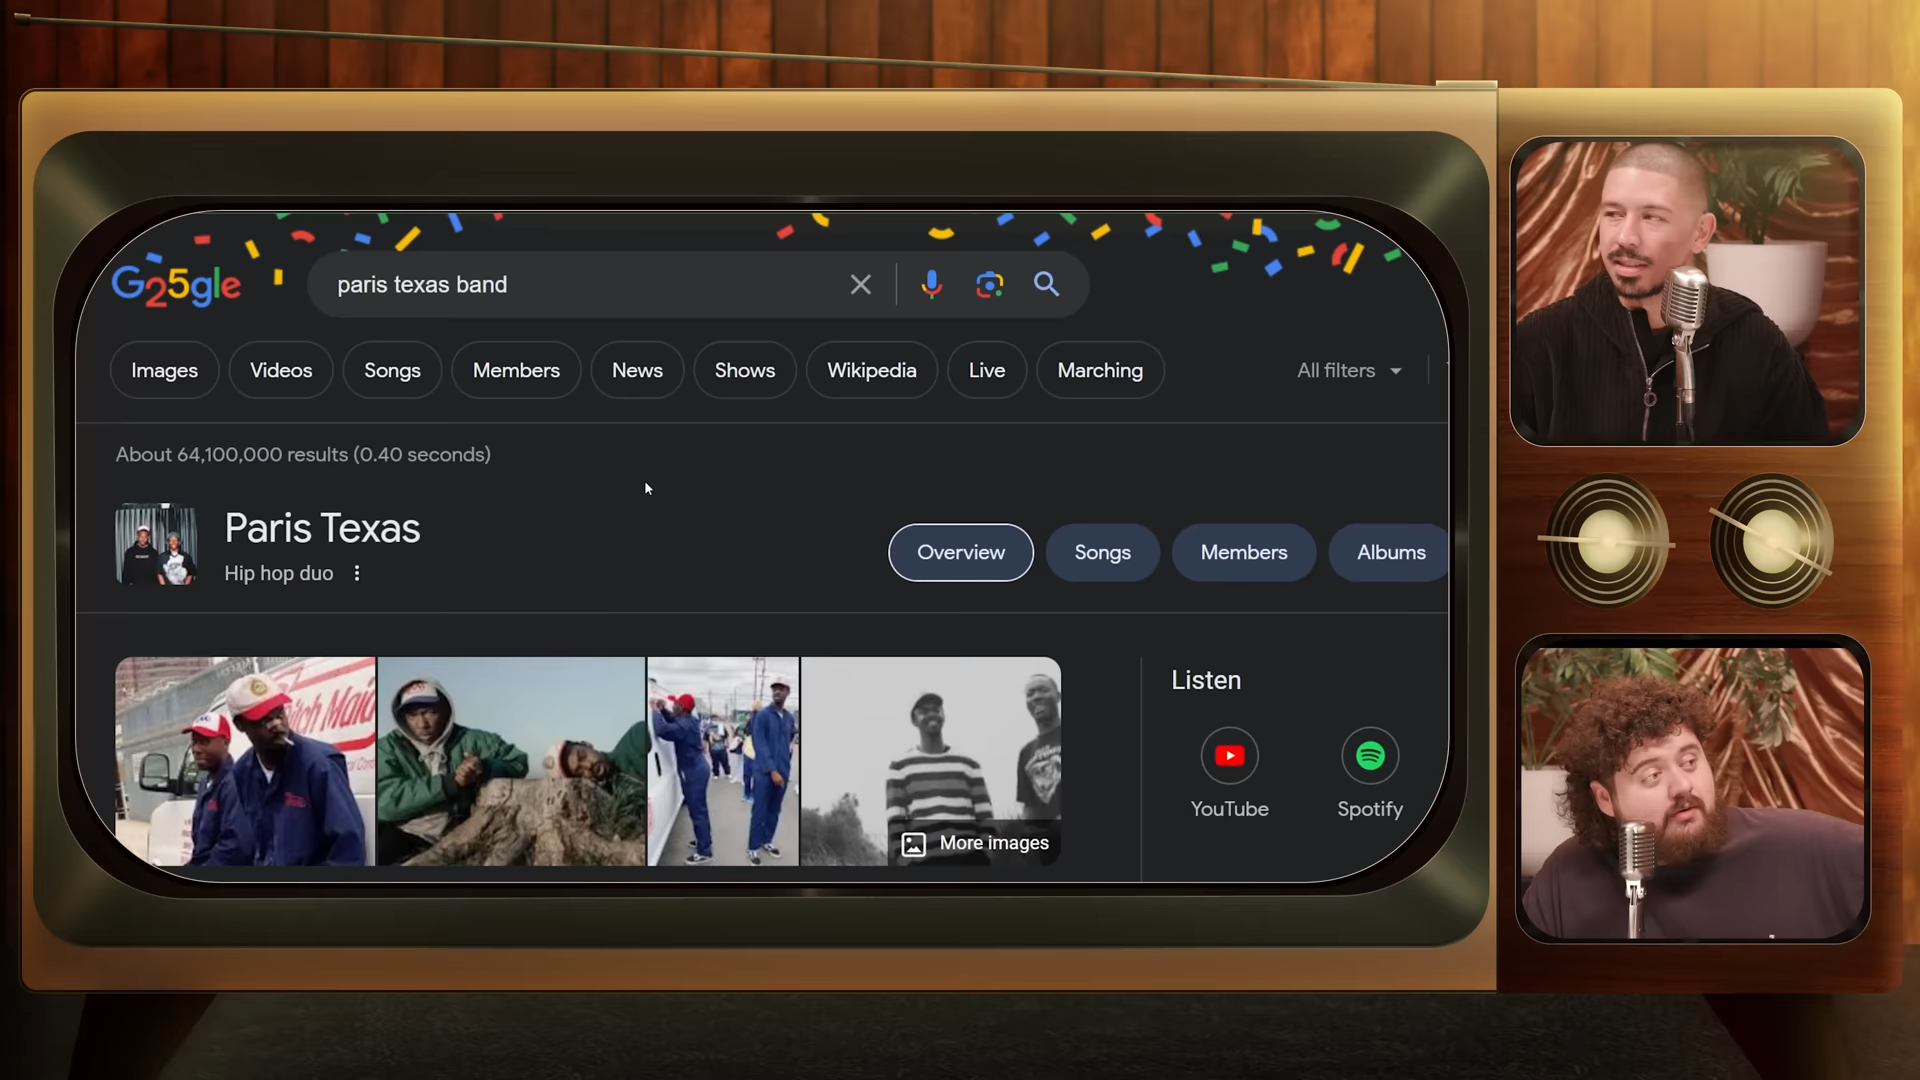 G25gle
paris texas band
Images Videos Songs Members News Shows Wikipedia Live Marching All filters
About 64,100,000 results (0.40 seconds)
Paris Texas
Hip hop duo
Overview Songs Members Albums
Listen
YouTube Spotify
More images